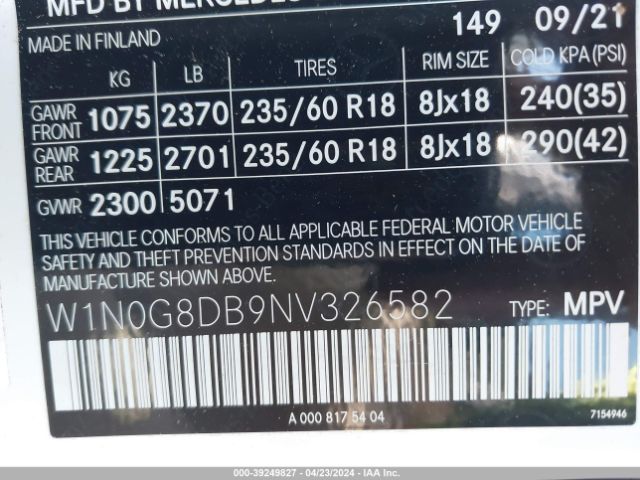 MFD BY MERCEDES
149 09/21
MADE IN FINLAND
KG LB TIRES RIM SIZE COLD KPA (PSI)
GAWR FRONT 1075 2370 235/60 R18 8Jx18 240(35)
GAWR REAR 1225 2701 235/60 R18 8Jx18 290(42)
GVWR 2300 5071
THIS VEHICLE CONFORMS TO ALL APPLICABLE FEDERAL MOTOR VEHICLE
SAFETY AND THEFT PREVENTION STANDARDS IN EFFECT ON THE DATE OF
MANUFACTURE SHOWN ABOVE.
W1N0G8DB9NV326582 TYPE: MPV
A 000 817 54 04
7154946
000-39249827 - 04/23/2024 - IAA Inc.